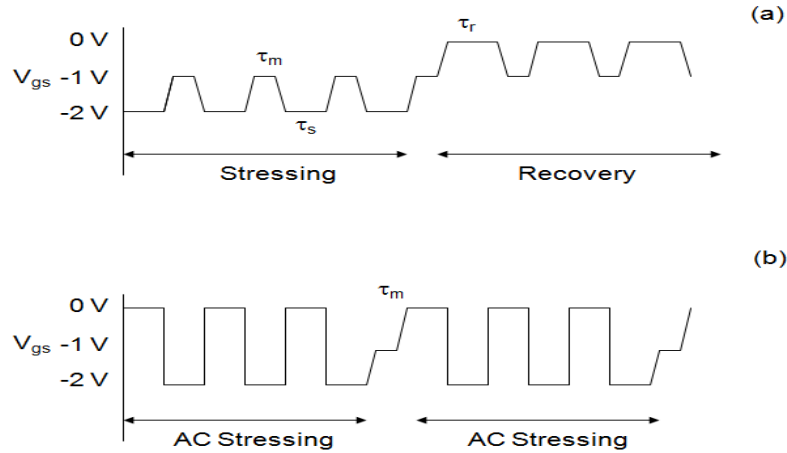 (a)
τr
0 V
τm
Vgs -1 V
-2 V
τs
Stressing Recovery
(b)
τm
0 V
Vgs -1 V
-2 V
AC Stressing AC Stressing